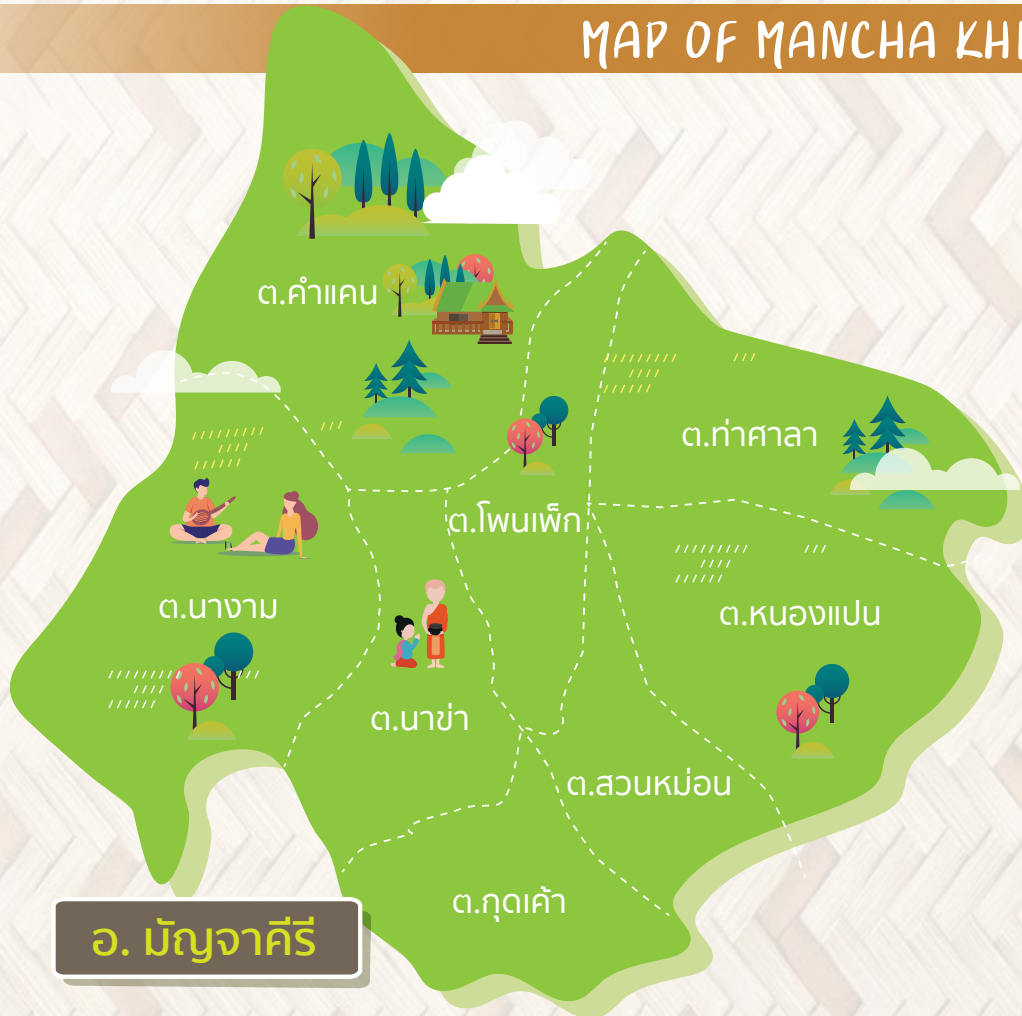 MAP OF MANCHA KH
ต.คำแคน
ต.ท่าศาลา
ต.โพนเพ็ก
ต.นางาม
ต.หนองแปน
ต.นาข่า
ต.สวนหม่อน
ต.กุดเค้า
อ. มัญจาคีรี